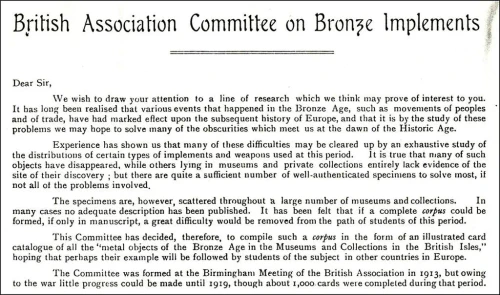 British Association Committee on Bronze Implements
Dear Sir,
We wish to draw your attention to a line of research which we think may prove of interest to you.
It has long been realised that various events that happened in the Bronze Age, such as movements of peoples
and of trade, have had marked effect upon the subsequent history of Europe, and that it is by the study of these
problems we may hope to solve many of the obscurities which meet us at the dawn of the Historic Age.
Experience has shown us that many of these difficulties may be cleared up by an exhaustive study of
the distributions of certain types of implements and weapons used at this period. It is true that many of such
objects have disappeared, while others lying in museums and private collections entirely lack evidence of the
site of their discovery ; but there are quite a sufficient number of well-authenticated specimens to solve most, if
not all of the problems involved.
The specimens are, however, scattered throughout a large number of museums and collections. In
many cases no adequate description has been published. It has been felt that if a complete corpus could be
formed, if only in manuscript, a great difficulty would be removed from the path of students of this period.
This Committee has decided, therefore, to compile such a corpus in the form of an illustrated card
catalogue of all the "metal objects of the Bronze Age in the Museums and Collections in the British Isles,"
hoping that perhaps their example will be followed by students of the subject in other countries in Europe.
The Committee was formed at the Birmingham Meeting of the British Association in 1913, but owing
to the war little progress could be made until 1919, though about 1,000 cards were completed during that period.